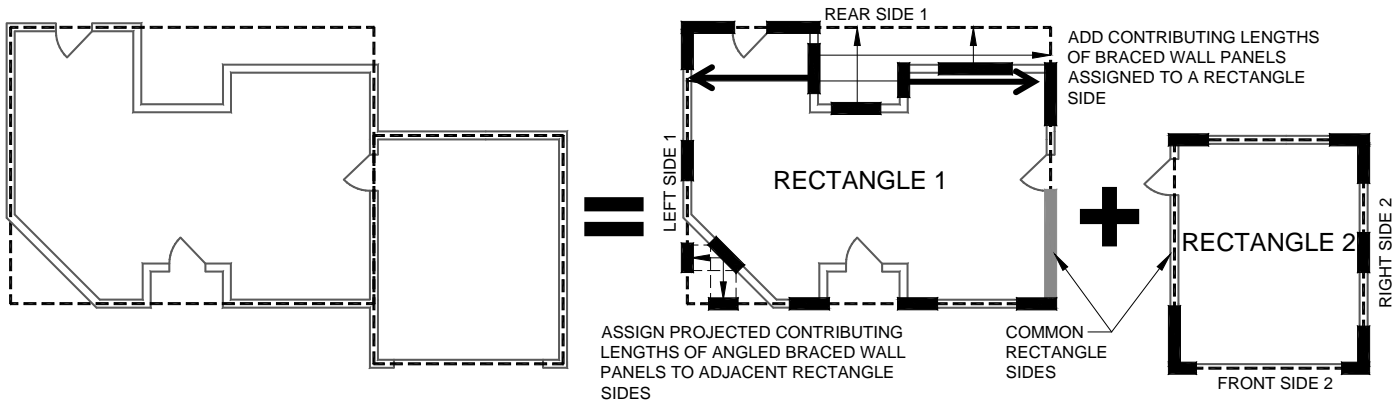 REAR SIDE 1
ADD CONTRIBUTING LENGTHS
OF BRACED WALL PANELS
ASSIGNED TO A RECTANGLE
SIDE
LEFT SIDE 1
RECTANGLE 1
RECTANGLE 2
RIGHT SIDE 2
ASSIGN PROJECTED CONTRIBUTING
LENGTHS OF ANGLED BRACED WALL
PANELS TO ADJACENT RECTANGLE
SIDES
COMMON
RECTANGLE
SIDES
FRONT SIDE 2